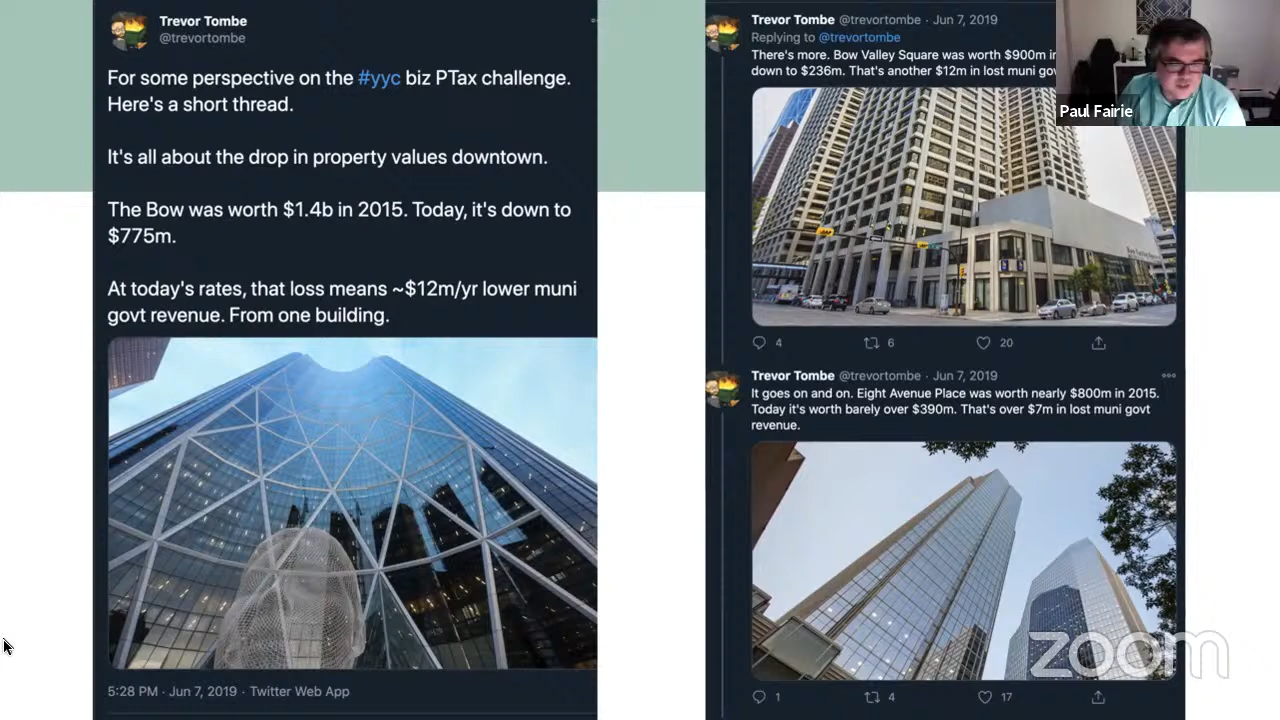 Trevor Tombe
@trevortombe
For some perspective on the #yyc biz PTax challenge.
Here's a short thread.
It's all about the drop in property values downtown.
The Bow was worth $1.4b in 2015. Today, it's down to
$775m.
At today's rates, that loss means ~$12m/yr lower muni
govt revenue. From one building.
5:28 PM · Jun 7, 2019 · Twitter Web App
Trevor Tombe @trevortombe · Jun 7, 2019
Replying to @trevortombe
There's more. Bow Valley Square was worth $900m in
down to $236m. That's another $12m in lost muni gov
4 6 20
Trevor Tombe @trevortombe · Jun 7, 2019
It goes on and on. Eight Avenue Place was worth nearly $800m in 2015.
Today it's worth barely over $390m. That's over $7m in lost muni govt
revenue.
1 4 17
Paul Fairie
zoom